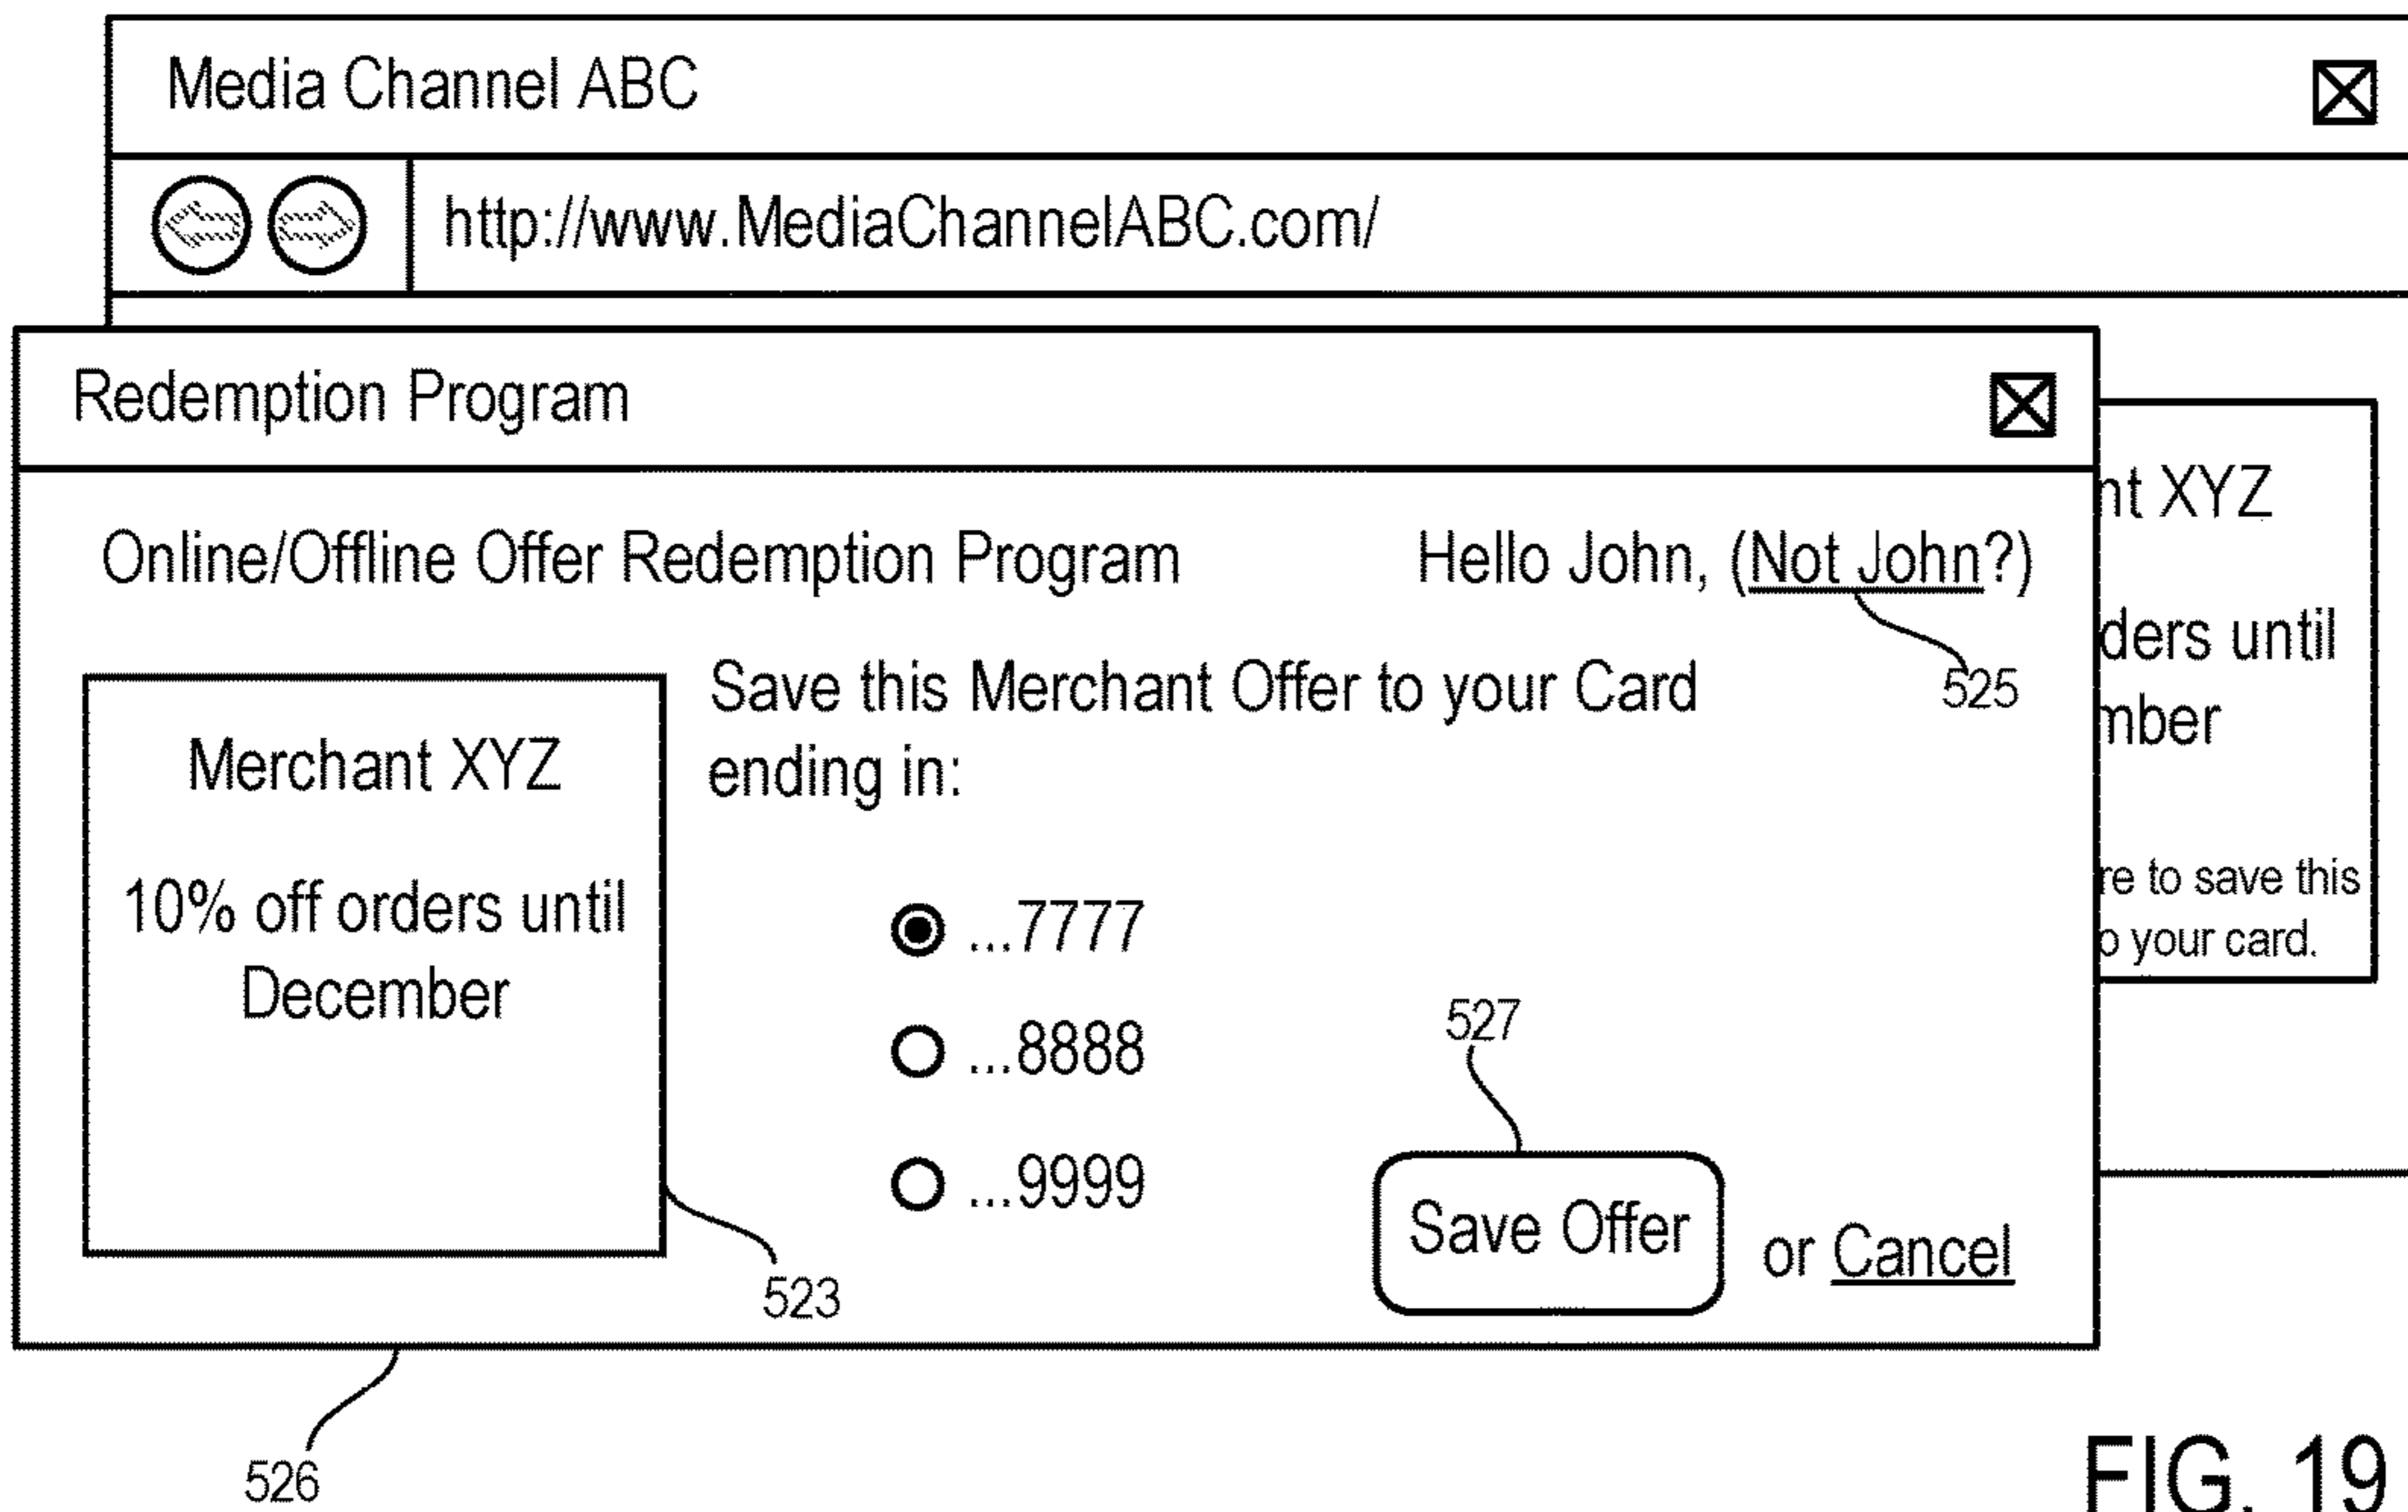 Media Channel ABC
http://www.MediaChannelABC.com/
Redemption Program
Online/Offline Offer Redemption Program
Hello John, (Not John?)
525
Save this Merchant Offer to your Card
ending in:
Merchant XYZ
10% off orders until
December
523
...7777
...8888
...9999
527
Save Offer
or Cancel
nt XYZ
ders until
mber
re to save this
o your card.
526
FIG. 19